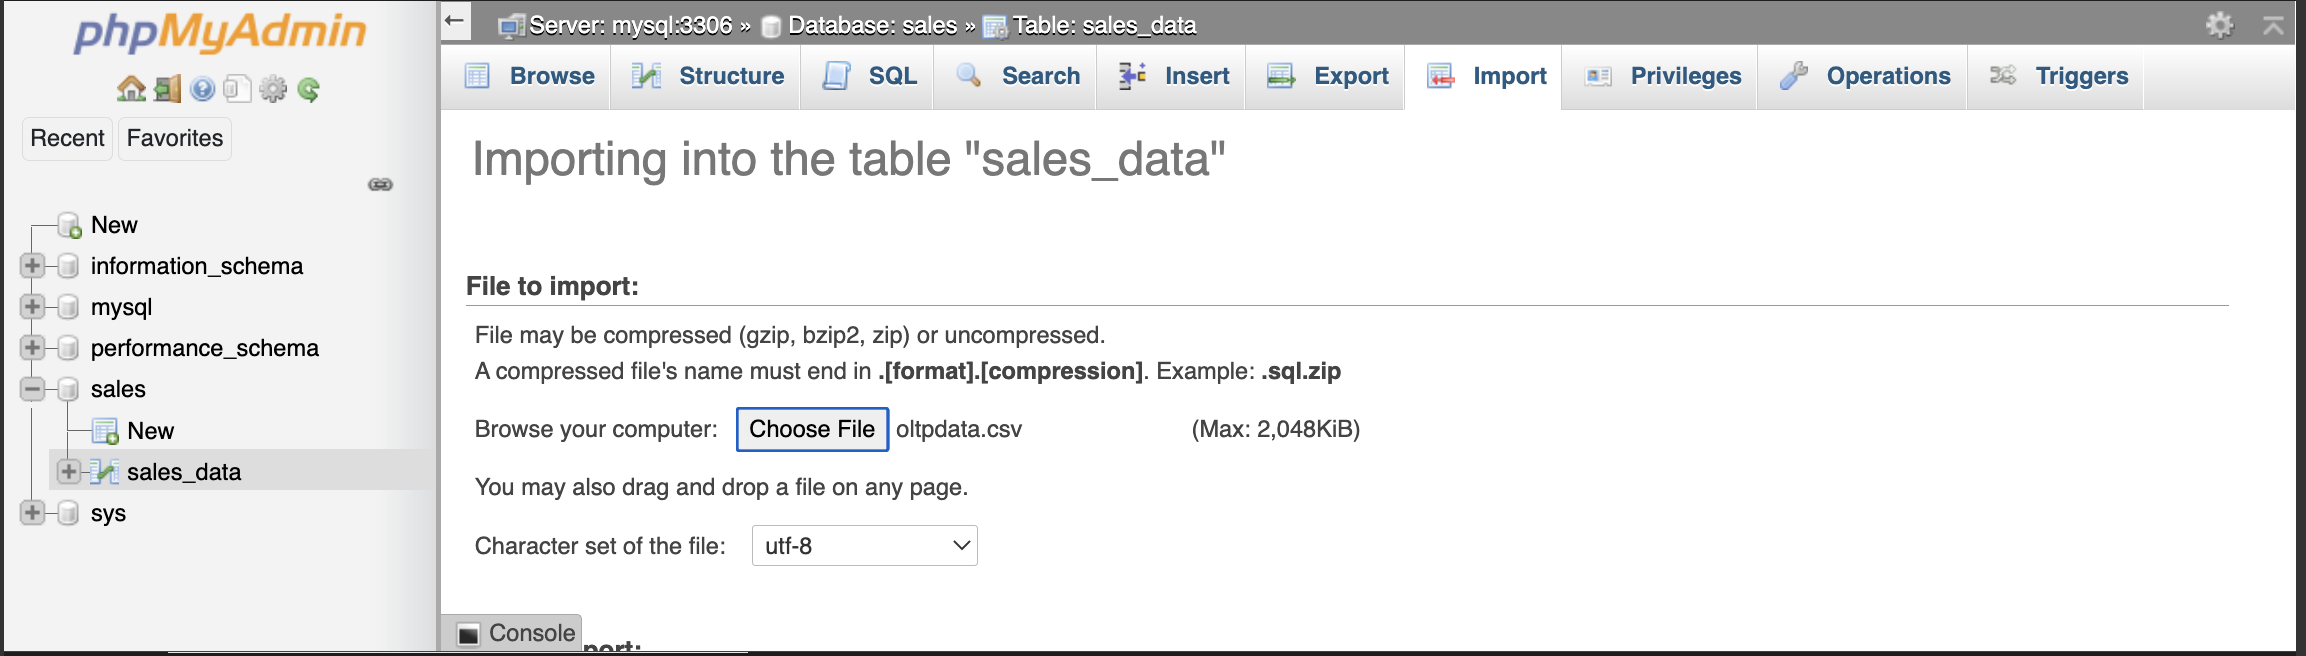 phpMyAdmin
Recent Favorites
New
information_schema
mysql
performance_schema
sales
New
sales_data
sys
Server: mysql:3306 » Database: sales » Table: sales_data
Browse Structure SQL Search Insert Export Import Privileges Operations Triggers
Importing into the table "sales_data"
File to import:
File may be compressed (gzip, bzip2, zip) or uncompressed.
A compressed file's name must end in .[format].[compression]. Example: .sql.zip
Browse your computer: Choose File oltpdata.csv (Max: 2,048KiB)
You may also drag and drop a file on any page.
Character set of the file: utf-8
Console